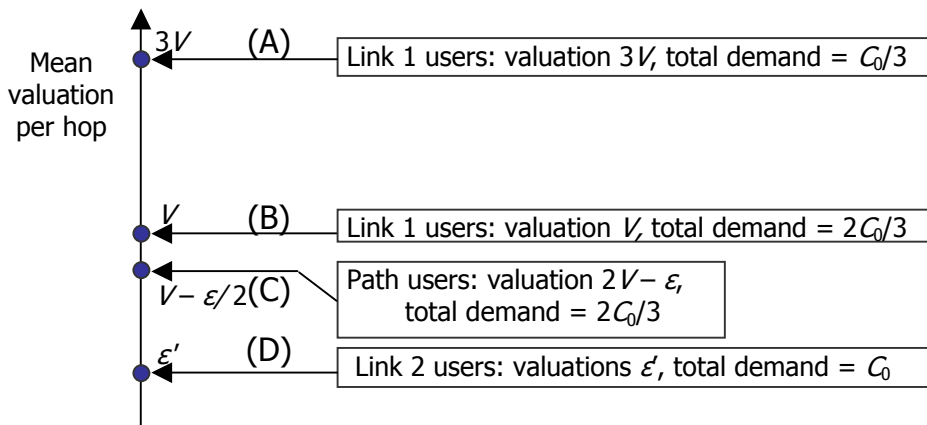 3V
(A)
Link 1 users: valuation 3V, total demand = C₀/3
Mean
valuation
per hop
V
(B)
Link 1 users: valuation V, total demand = 2C₀/3
V – ε/2
(C)
Path users: valuation 2V – ε,
total demand = 2C₀/3
ε'
(D)
Link 2 users: valuations ε', total demand = C₀